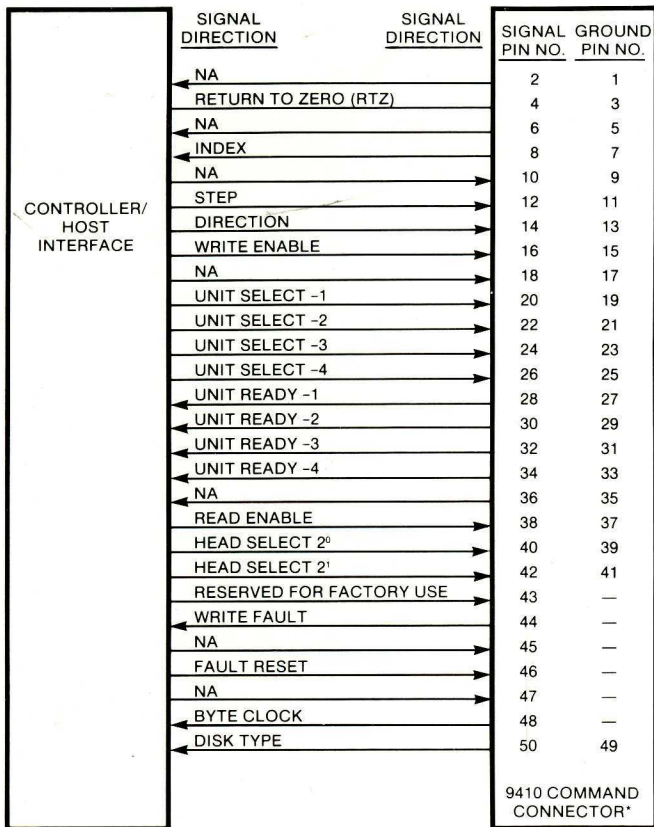 SIGNAL DIRECTION SIGNAL DIRECTION SIGNAL PIN NO. GROUND PIN NO.
NA 2 1
RETURN TO ZERO (RTZ) 4 3
NA 6 5
INDEX 8 7
NA 10 9
STEP 12 11
DIRECTION 14 13
WRITE ENABLE 16 15
NA 18 17
UNIT SELECT -1 20 19
UNIT SELECT -2 22 21
UNIT SELECT -3 24 23
UNIT SELECT -4 26 25
UNIT READY -1 28 27
UNIT READY -2 30 29
UNIT READY -3 32 31
UNIT READY -4 34 33
NA 36 35
READ ENABLE 38 37
HEAD SELECT 2⁰ 40 39
HEAD SELECT 2¹ 42 41
RESERVED FOR FACTORY USE 43 —
WRITE FAULT 44 —
NA 45 —
FAULT RESET 46 —
NA 47 —
BYTE CLOCK 48 —
DISK TYPE 50 49
CONTROLLER/
HOST
INTERFACE
9410 COMMAND
CONNECTOR*